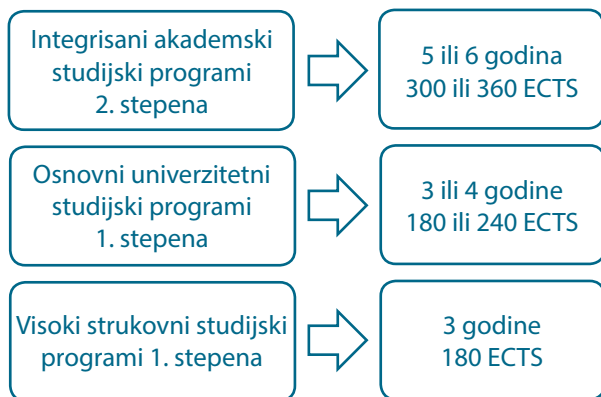 Integrisani akademski
studijski programi
2. stepena
5 ili 6 godina
300 ili 360 ECTS
Osnovni univerzitetni
studijski programi
1. stepena
3 ili 4 godine
180 ili 240 ECTS
Visoki strukovni studijski
programi 1. stepena
3 godine
180 ECTS